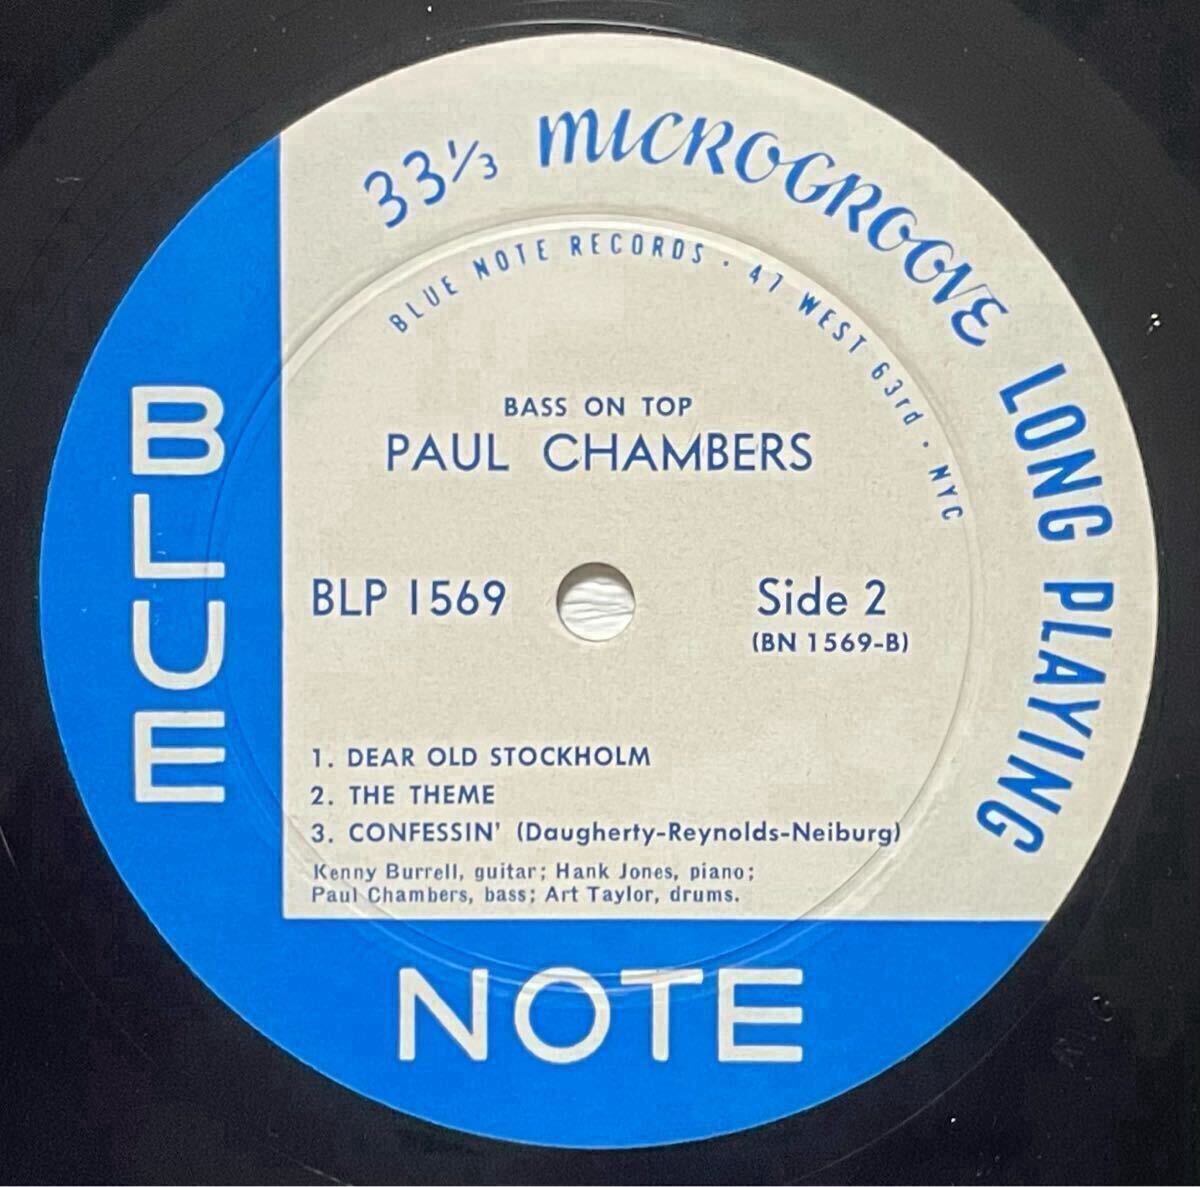 33⅓ MICROGROOVE LONG PLAYING
BLUE NOTE RECORDS · 47 WEST 63rd · NYC
BASS ON TOP
PAUL CHAMBERS
BLP 1569
Side 2
(BN 1569-B)
1. DEAR OLD STOCKHOLM
2. THE THEME
3. CONFESSIN' (Daugherty-Reynolds-Neiburg)
Kenny Burrell, guitar; Hank Jones, piano;
Paul Chambers, bass; Art Taylor, drums.
BLUE
NOTE